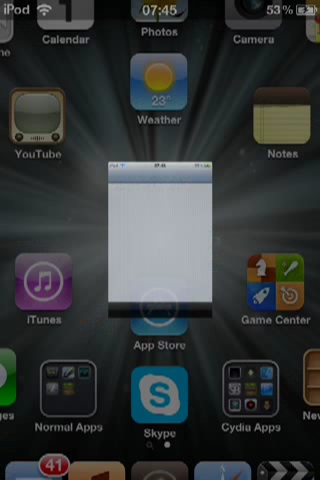 iPod 07:45 53%
Calendar
Photos
Camera
Weather
23°
YouTube
Notes
iTunes
App Store
Game Center
Normal Apps
Skype
Cydia Apps
41